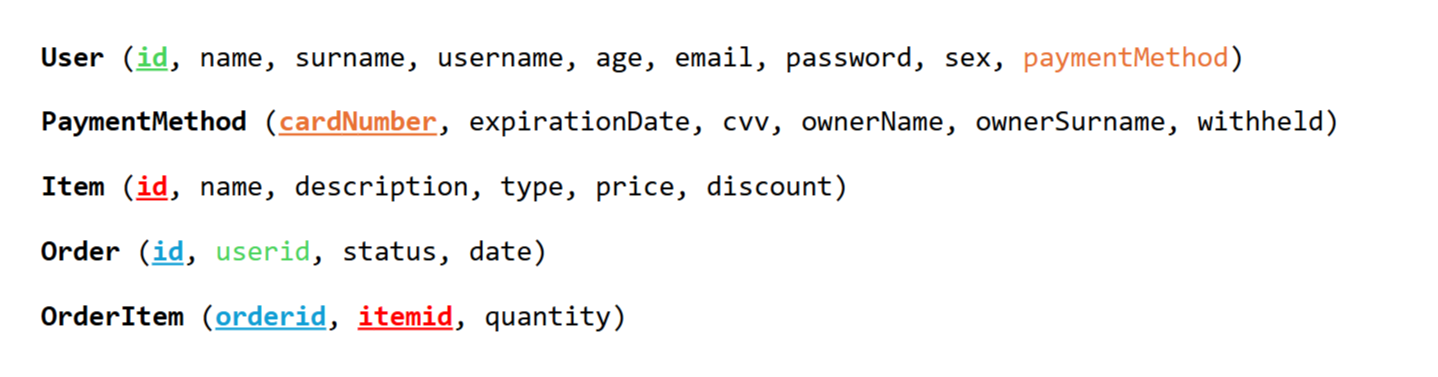 User (id, name, surname, username, age, email, password, sex, paymentMethod)
PaymentMethod (cardNumber, expirationDate, cvv, ownerName, ownerSurname, withheld)
Item (id, name, description, type, price, discount)
Order (id, userid, status, date)
OrderItem (orderid, itemid, quantity)